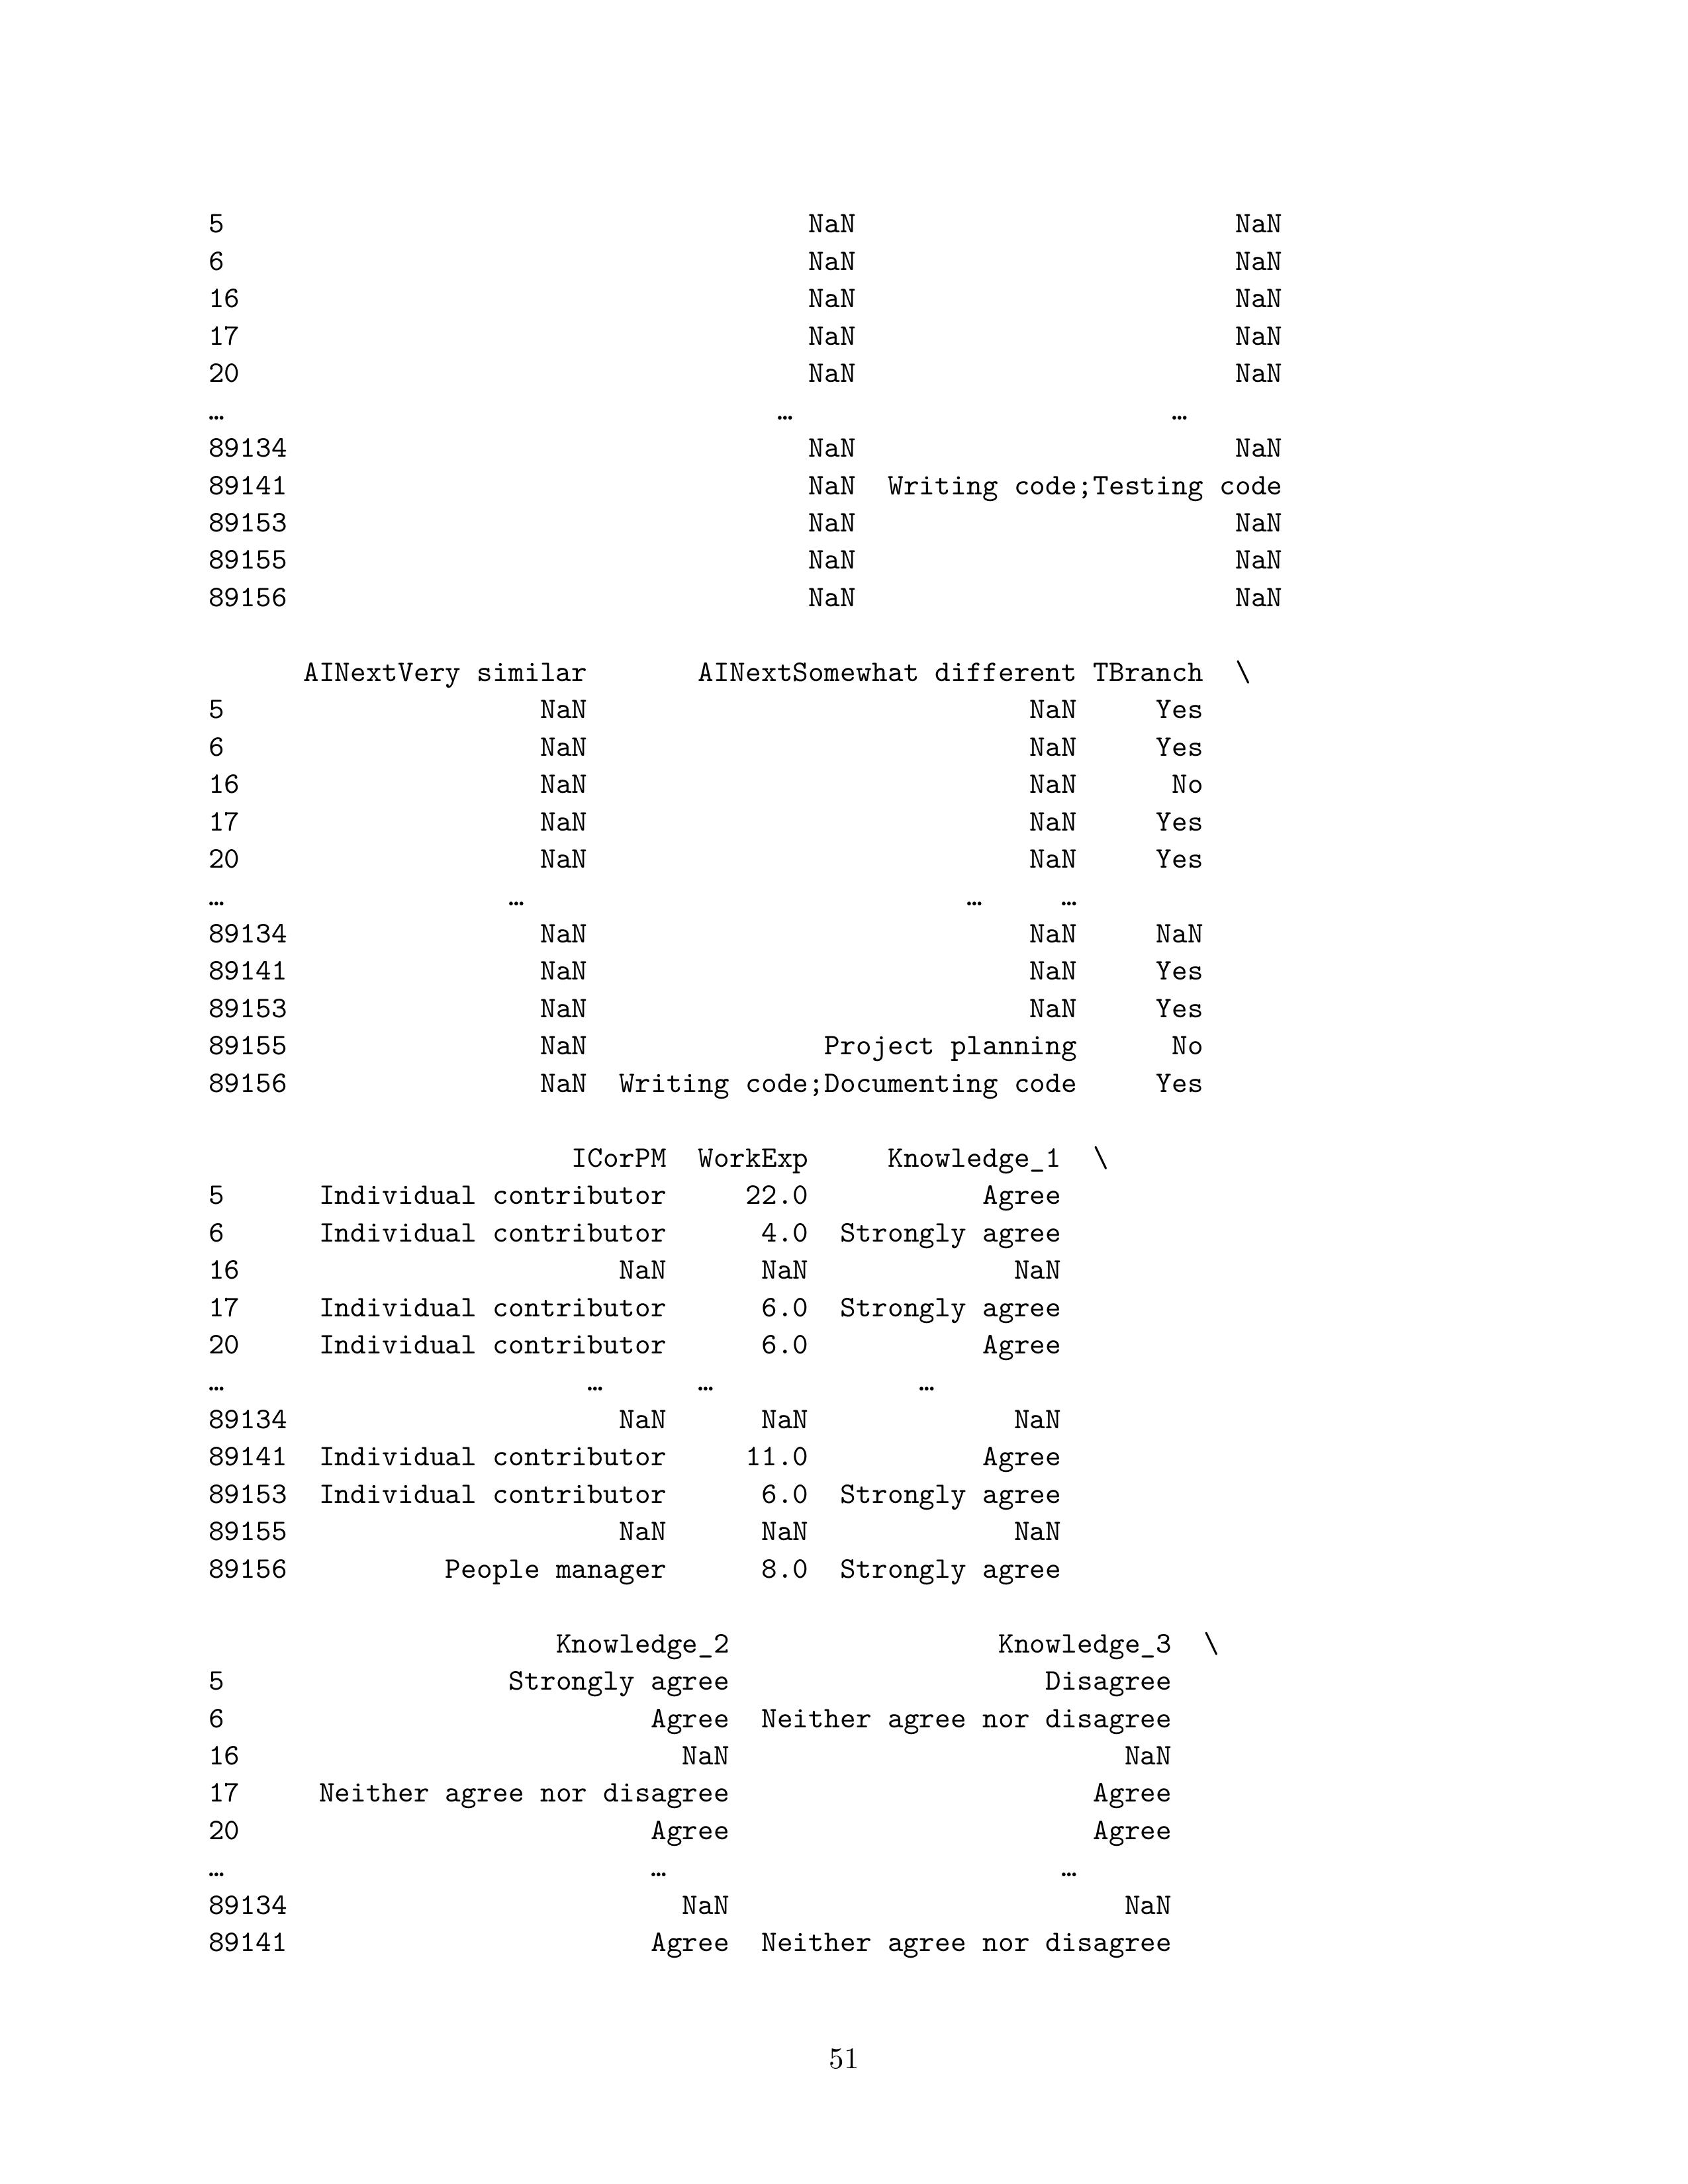 5 NaN NaN
6 NaN NaN
16 NaN NaN
17 NaN NaN
20 NaN NaN
… … …
89134 NaN NaN
89141 NaN Writing code;Testing code
89153 NaN NaN
89155 NaN NaN
89156 NaN NaN
AINextVery similar AINextSomewhat different TBranch \
5 NaN NaN Yes
6 NaN NaN Yes
16 NaN NaN No
17 NaN NaN Yes
20 NaN NaN Yes
… … … …
89134 NaN NaN NaN
89141 NaN NaN Yes
89153 NaN NaN Yes
89155 NaN Project planning No
89156 NaN Writing code;Documenting code Yes
ICorPM WorkExp Knowledge_1 \
5 Individual contributor 22.0 Agree
6 Individual contributor 4.0 Strongly agree
16 NaN NaN NaN
17 Individual contributor 6.0 Strongly agree
20 Individual contributor 6.0 Agree
… … … …
89134 NaN NaN NaN
89141 Individual contributor 11.0 Agree
89153 Individual contributor 6.0 Strongly agree
89155 NaN NaN NaN
89156 People manager 8.0 Strongly agree
Knowledge_2 Knowledge_3 \
5 Strongly agree Disagree
6 Agree Neither agree nor disagree
16 NaN NaN
17 Neither agree nor disagree Agree
20 Agree Agree
… … …
89134 NaN NaN
89141 Agree Neither agree nor disagree
51